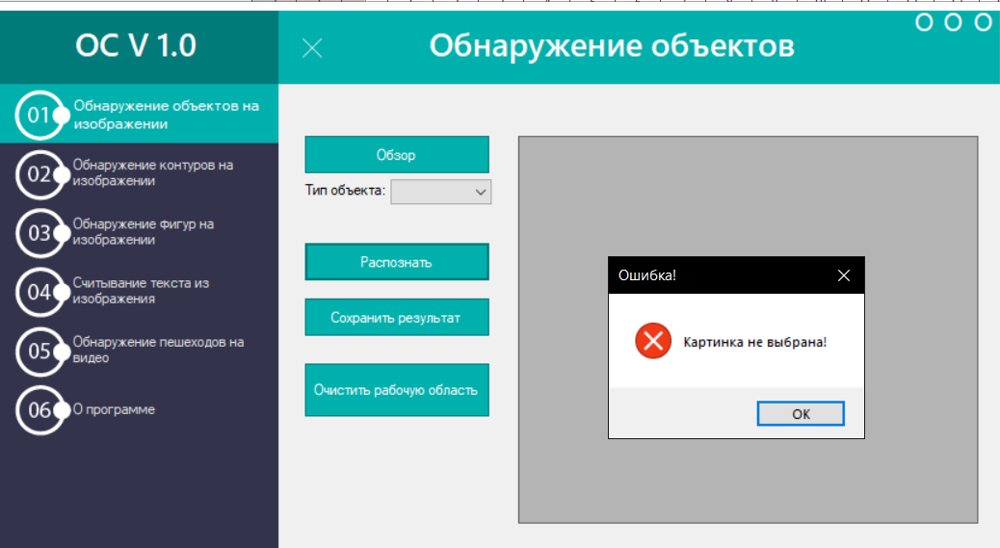 OC V 1.0
Обнаружение объектов
01
Обнаружение объектов на
изображении
02
Обнаружение контуров на
изображении
03
Обнаружение фигур на
изображении
04
Считывание текста из
изображения
05
Обнаружение пешеходов на
видео
06
О программе
Обзор
Тип объекта:
Распознать
Сохранить результат
Очистить рабочую область
Ошибка!
Картинка не выбрана!
OK